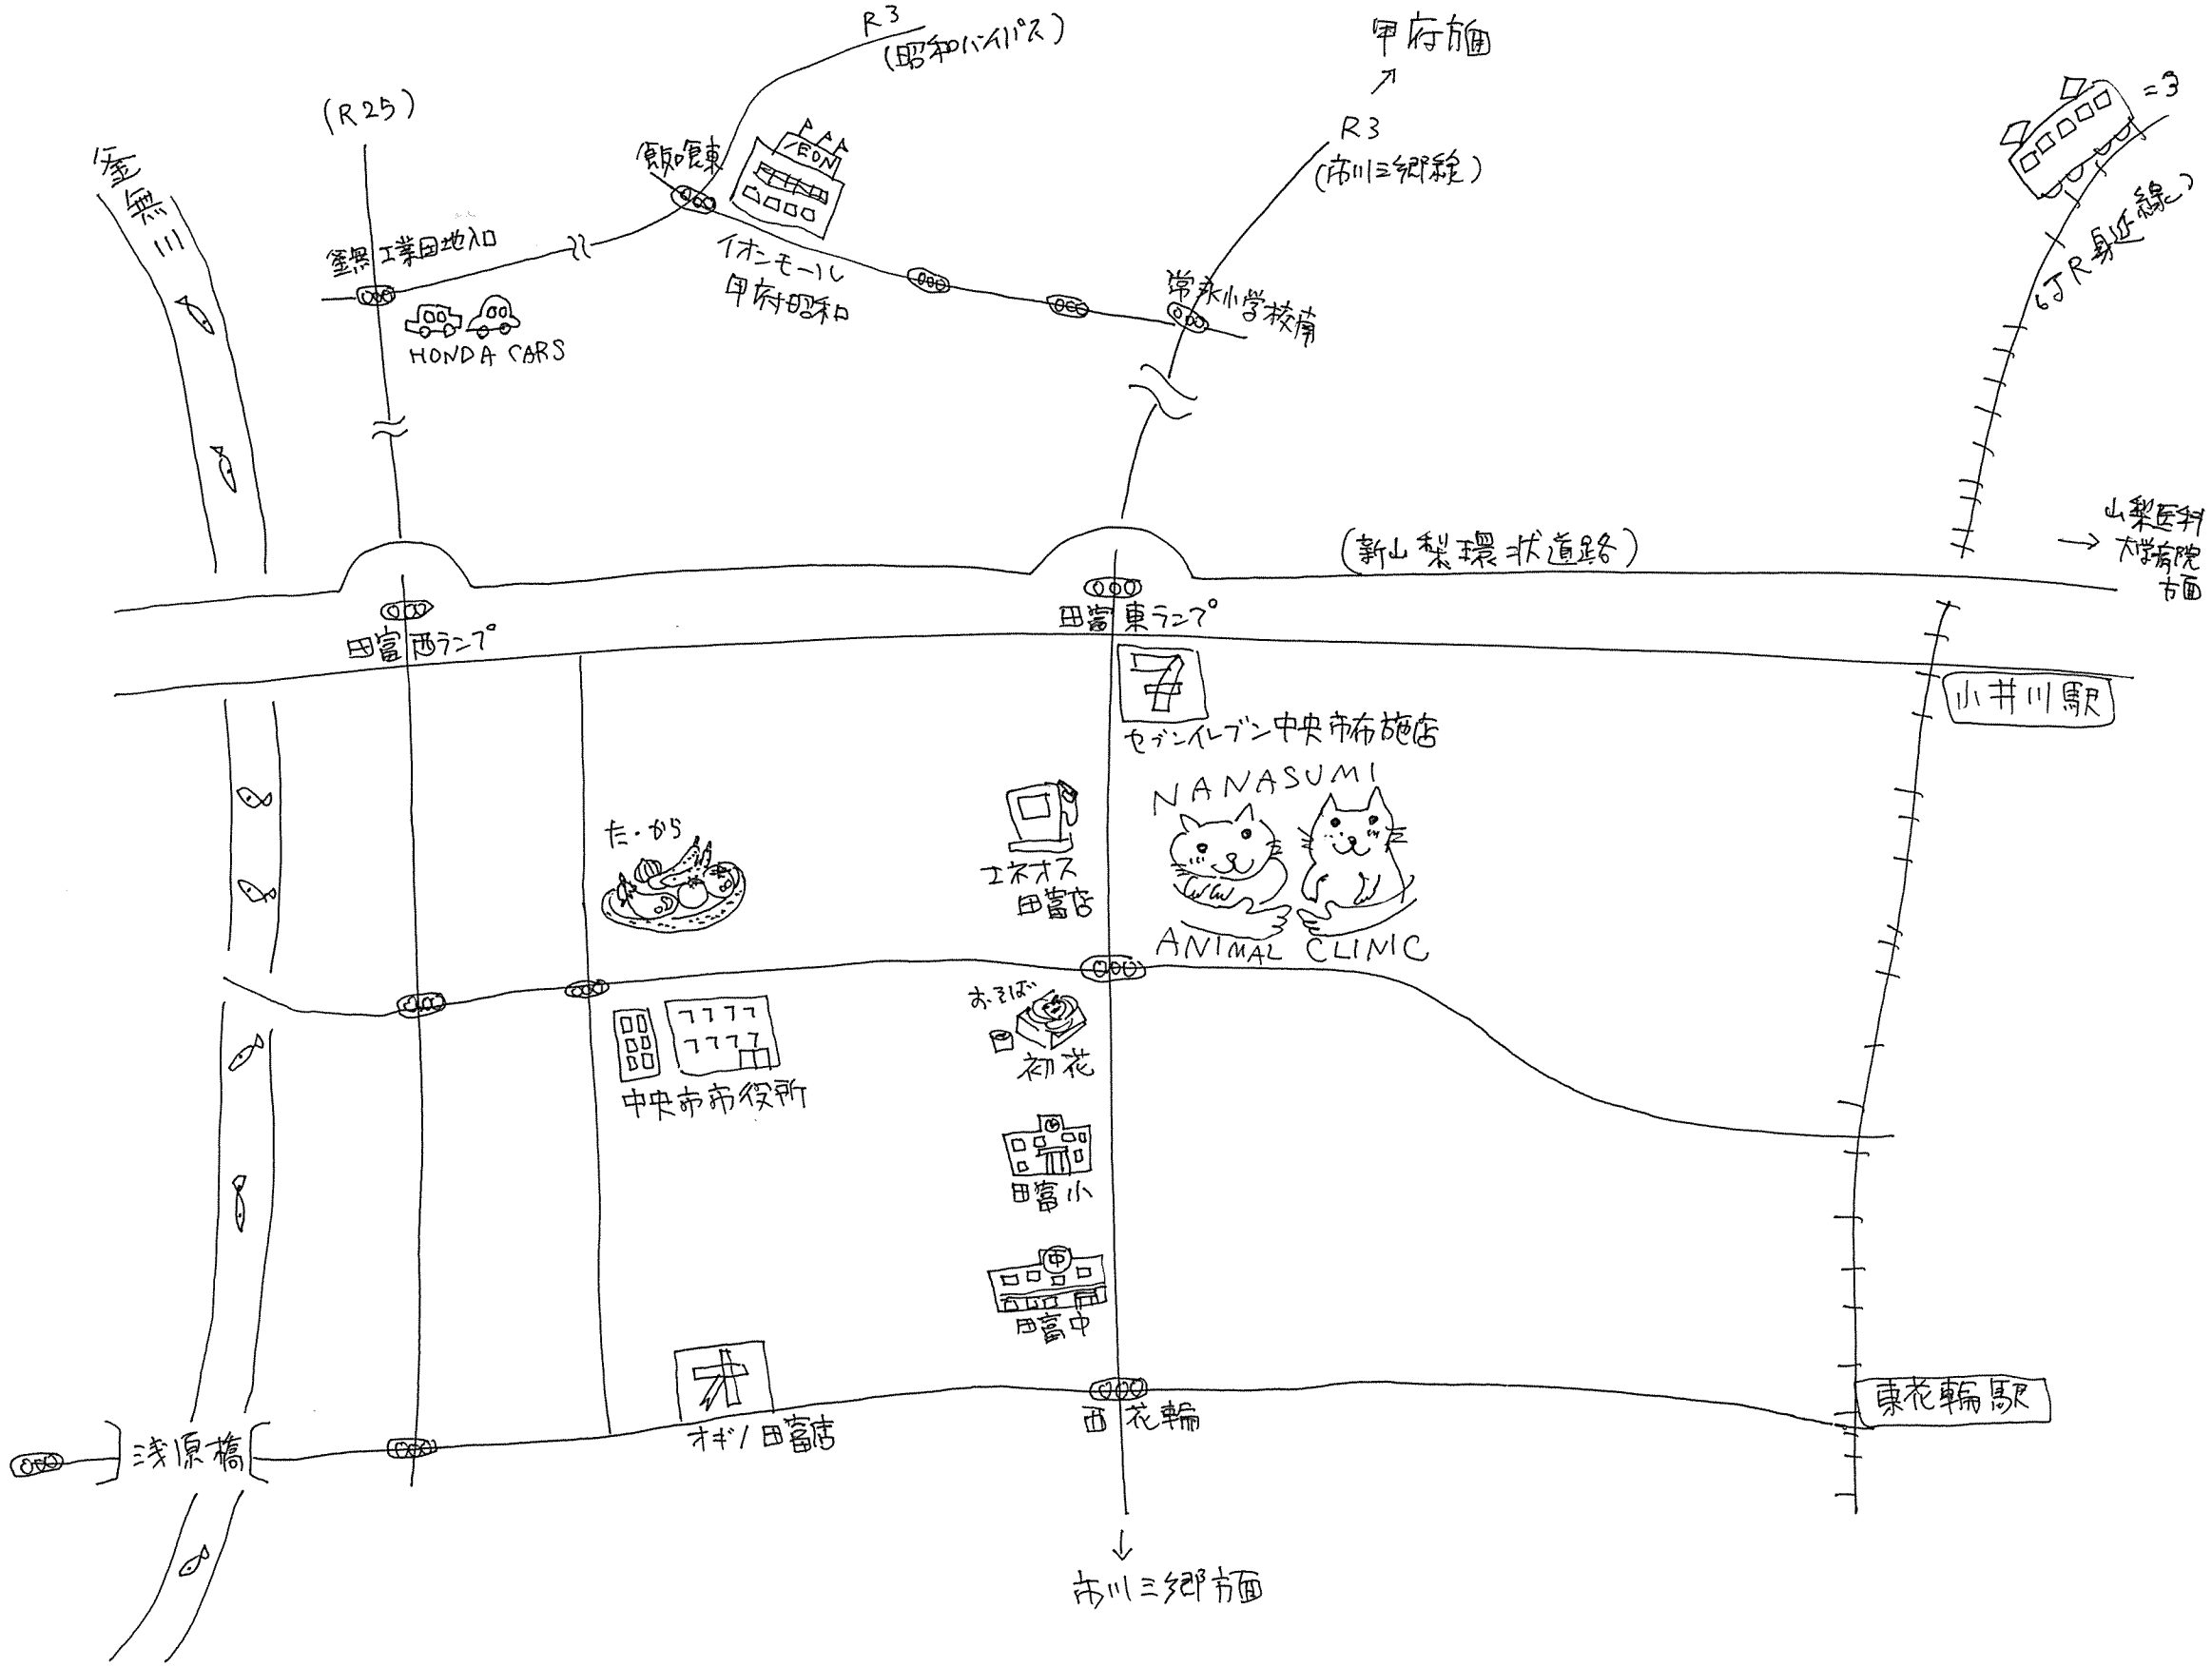 R3
(昭和バイパス)
甲府方面
R3
(市川三郷線)
(R25)
釜無川
飯喰東
ÆON
イオンモール
甲府昭和
釜無工業団地入口
HONDA CARS
常永小学校南
JR身延線
山梨医科
大学病院
方面
(新山梨環状道路)
田富西ランプ
田富東ランプ
7
セブンイレブン中央市布施店
小井川駅
NANASUMI
ANIMAL CLINIC
た・から
エネオス
田富店
おそば
初花
中央市市役所
田富小
中
田富中
オ
オギノ田富店
西花輪
東花輪駅
浅原橋
市川三郷方面